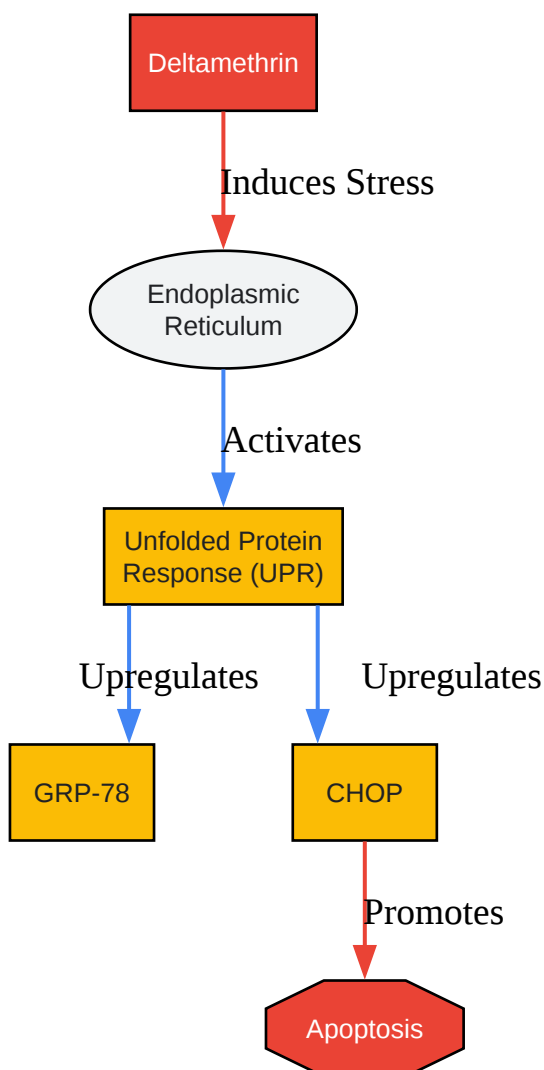 Deltamethrin
Induces Stress
Endoplasmic
Reticulum
Activates
Unfolded Protein
Response (UPR)
Upregulates
Upregulates
GRP-78
CHOP
Promotes
Apoptosis